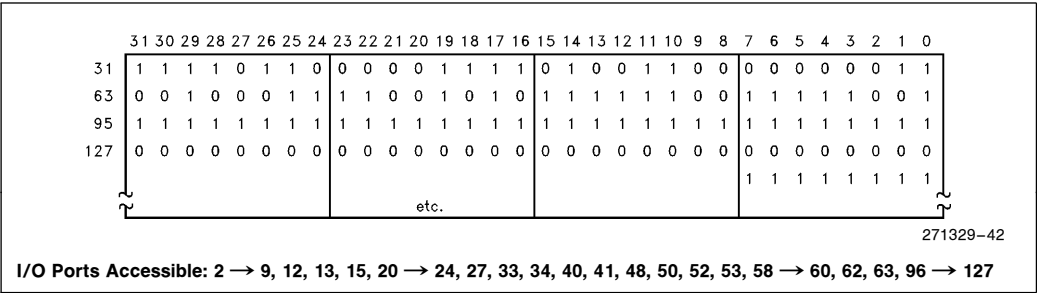 31 30 29 28 27 26 25 24 23 22 21 20 19 18 17 16 15 14 13 12 11 10 9 8 7 6 5 4 3 2 1 0
31 1 1 1 1 0 1 1 0 0 0 0 0 1 1 1 1 0 1 0 0 1 1 0 0 0 0 0 0 0 0 1 1
63 0 0 1 0 0 0 1 1 1 1 0 0 1 0 1 0 1 1 1 1 1 1 0 0 1 1 1 1 1 0 0 1
95 1 1 1 1 1 1 1 1 1 1 1 1 1 1 1 1 1 1 1 1 1 1 1 1 1 1 1 1 1 1 1 1
127 0 0 0 0 0 0 0 0 0 0 0 0 0 0 0 0 0 0 0 0 0 0 0 0 0 0 0 0 0 0 0 0
1 1 1 1 1 1 1 1
etc.
271329–42
I/O Ports Accessible: 2 → 9, 12, 13, 15, 20 → 24, 27, 33, 34, 40, 41, 48, 50, 52, 53, 58 → 60, 62, 63, 96 → 127